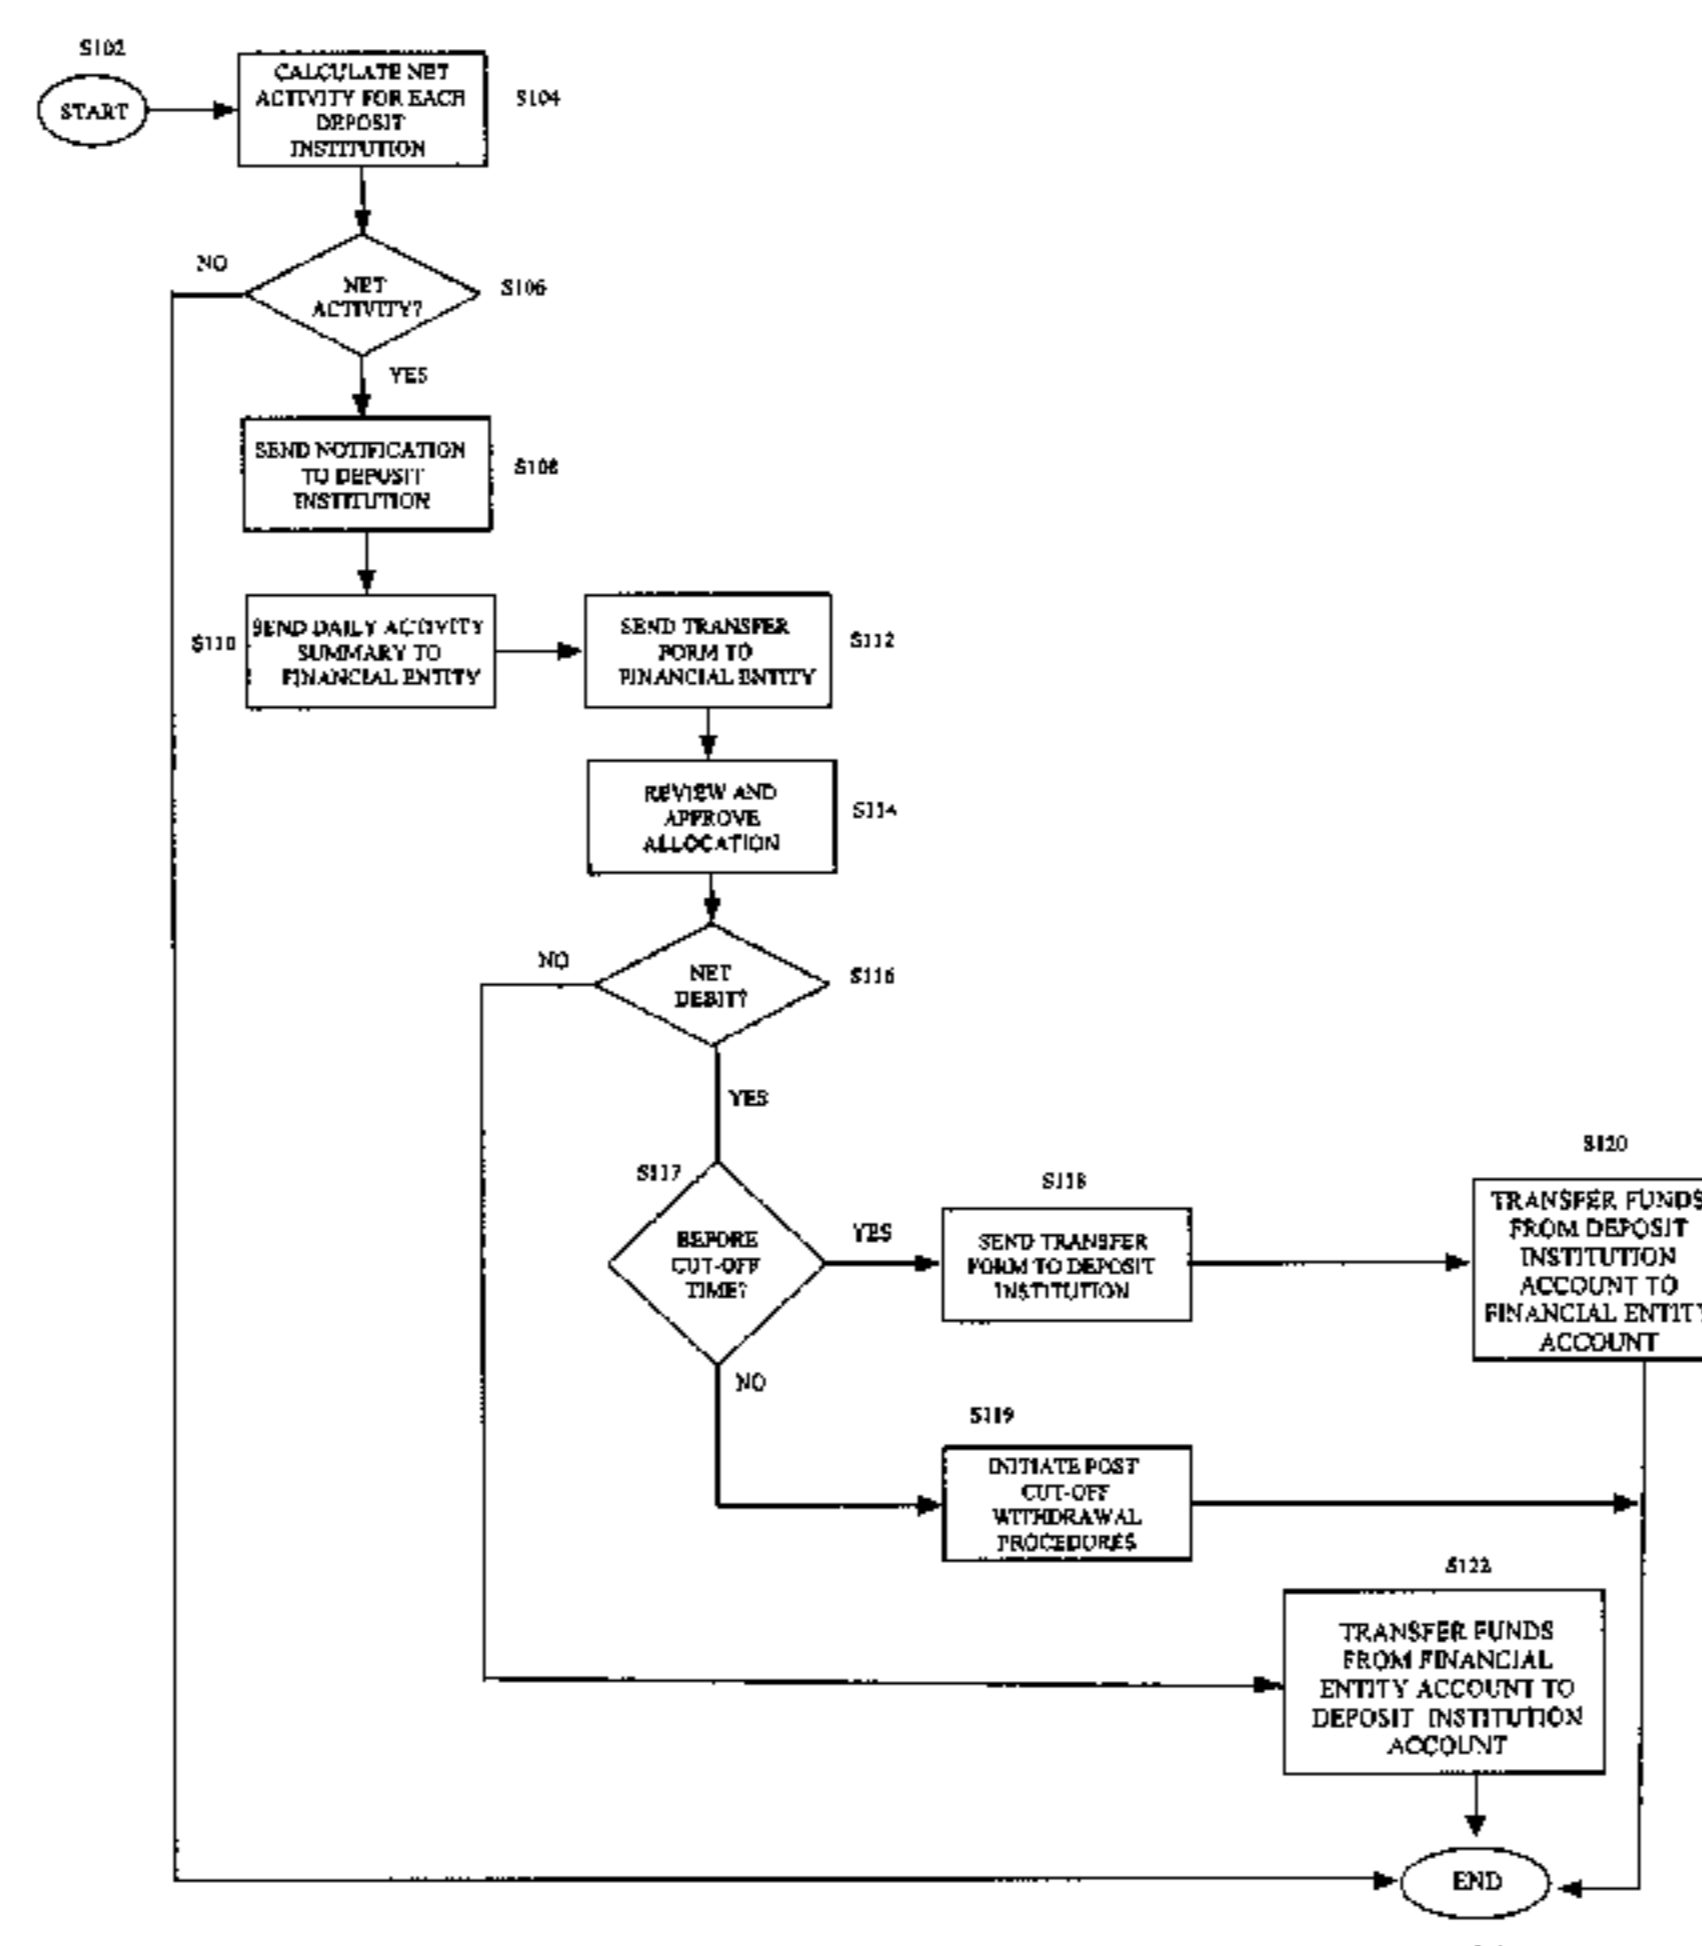 S102
START
CALCULATE NET
ACTIVITY FOR EACH
DEPOSIT
INSTITUTION
S104
NO
NET
ACTIVITY?
S106
YES
SEND NOTIFICATION
TO DEPOSIT
INSTITUTION
S108
S110
SEND DAILY ACTIVITY
SUMMARY TO
FINANCIAL ENTITY
SEND TRANSFER
FORM TO
FINANCIAL ENTITY
S112
REVIEW AND
APPROVE
ALLOCATION
S114
NO
NET
DEBIT?
S116
YES
S117
BEFORE
CUT-OFF
TIME?
YES
S118
SEND TRANSFER
FORM TO DEPOSIT
INSTITUTION
S120
TRANSFER FUNDS
FROM DEPOSIT
INSTITUTION
ACCOUNT TO
FINANCIAL ENTITY
ACCOUNT
NO
S119
INITIATE POST
CUT-OFF
WITHDRAWAL
PROCEDURES
S122
TRANSFER FUNDS
FROM FINANCIAL
ENTITY ACCOUNT TO
DEPOSIT INSTITUTION
ACCOUNT
END